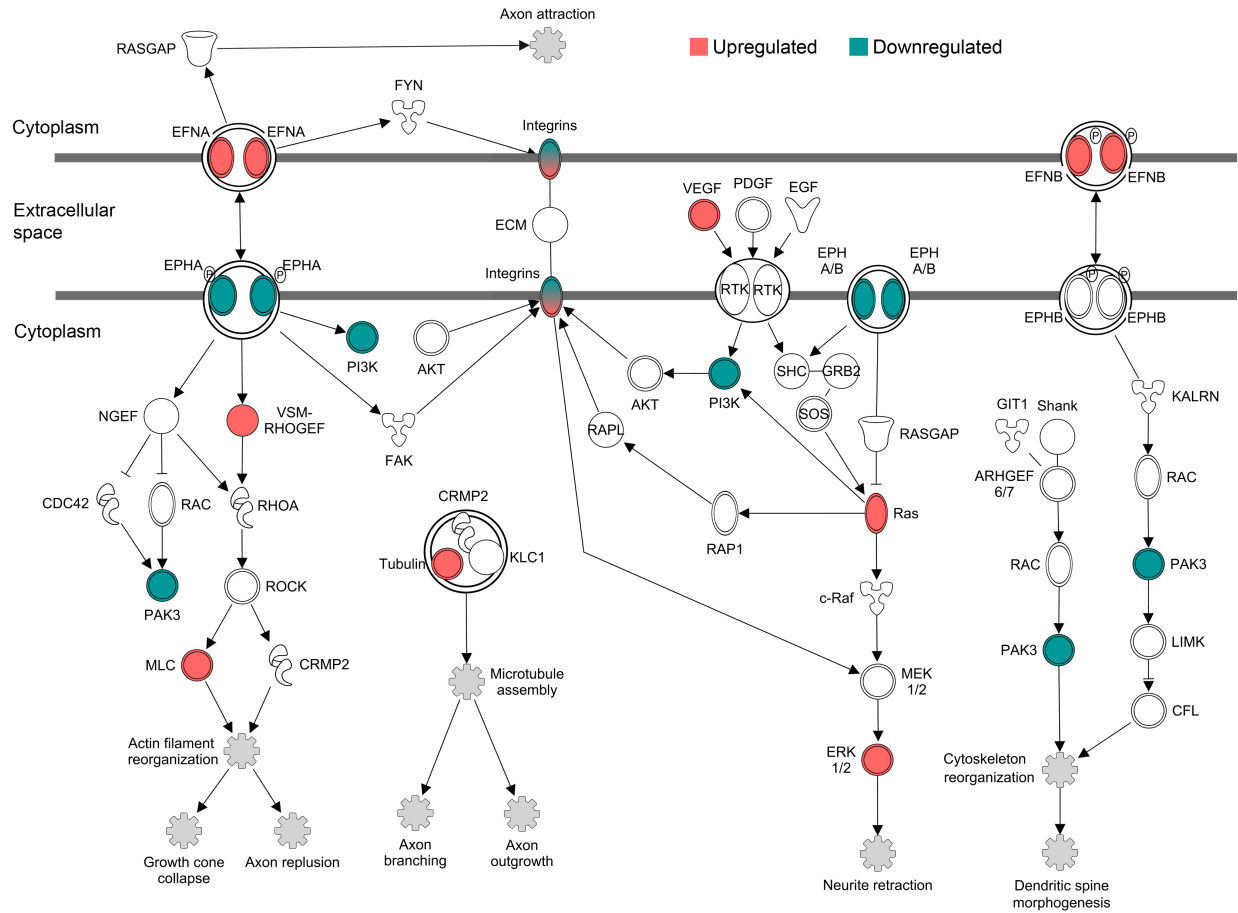 Axon attraction
RASGAP
Upregulated
Downregulated
FYN
Cytoplasm
EFNA
EFNA
Integrins
P
P
EFNB
EFNB
VEGF
PDGF
EGF
Extracellular
space
ECM
EPHA
P
P
EPHA
Integrins
EPH
A/B
EPH
A/B
P
P
RTK
RTK
EPHB
EPHB
Cytoplasm
PI3K
AKT
AKT
PI3K
SHC
GRB2
SOS
NGEF
VSM-
RHOGEF
FAK
RAPL
RASGAP
GIT1
Shank
KALRN
CDC42
RAC
RHOA
CRMP2
Tubulin
KLC1
RAP1
Ras
ARHGEF
6/7
RAC
PAK3
ROCK
c-Raf
RAC
PAK3
MLC
CRMP2
Microtubule
assembly
MEK
1/2
PAK3
LIMK
CFL
Actin filament
reorganization
ERK
1/2
Cytoskeleton
reorganization
Growth cone
collapse
Axon replusion
Axon
branching
Axon
outgrowth
Neurite retraction
Dendritic spine
morphogenesis